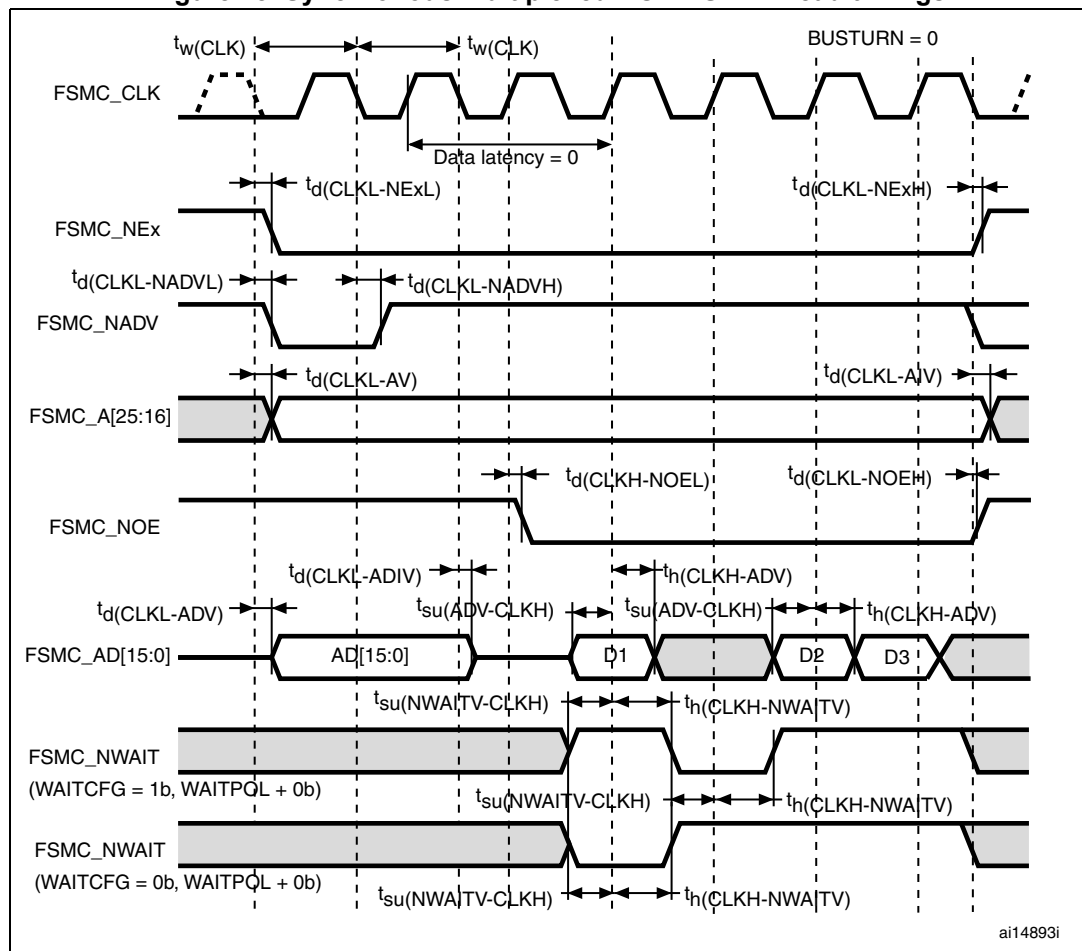 tw(CLK) tw(CLK) BUSTURN = 0
FSMC_CLK
Data latency = 0
td(CLKL-NExL) td(CLKL-NExH)
FSMC_NEx
td(CLKL-NADVL) td(CLKL-NADVH)
FSMC_NADV
td(CLKL-AV) td(CLKL-AIV)
FSMC_A[25:16]
td(CLKH-NOEL) td(CLKL-NOEH)
FSMC_NOE
td(CLKL-ADIV) th(CLKH-ADV)
td(CLKL-ADV) tsu(ADV-CLKH) tsu(ADV-CLKH) th(CLKH-ADV)
FSMC_AD[15:0] AD[15:0] D1 D2 D3
tsu(NWAITV-CLKH) th(CLKH-NWAITV)
FSMC_NWAIT
(WAITCFG = 1b, WAITPOL + 0b)
tsu(NWAITV-CLKH) th(CLKH-NWAITV)
FSMC_NWAIT
(WAITCFG = 0b, WAITPOL + 0b)
tsu(NWAITV-CLKH) th(CLKH-NWAITV)
ai14893i